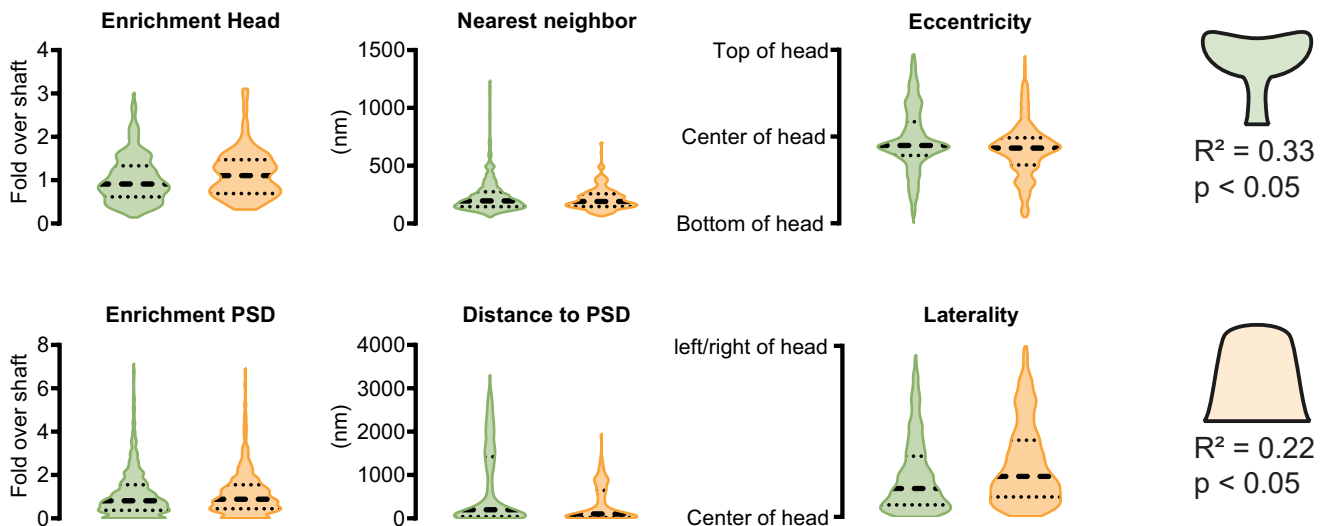 Enrichment Head
Fold over shaft
4
3
2
1
0
Nearest neighbor
(nm)
1500
1000
500
0
Eccentricity
Top of head
Center of head
Bottom of head
R² = 0.33
p < 0.05
Enrichment PSD
Fold over shaft
8
6
4
2
0
Distance to PSD
(nm)
4000
3000
2000
1000
0
Laterality
left/right of head
Center of head
R² = 0.22
p < 0.05